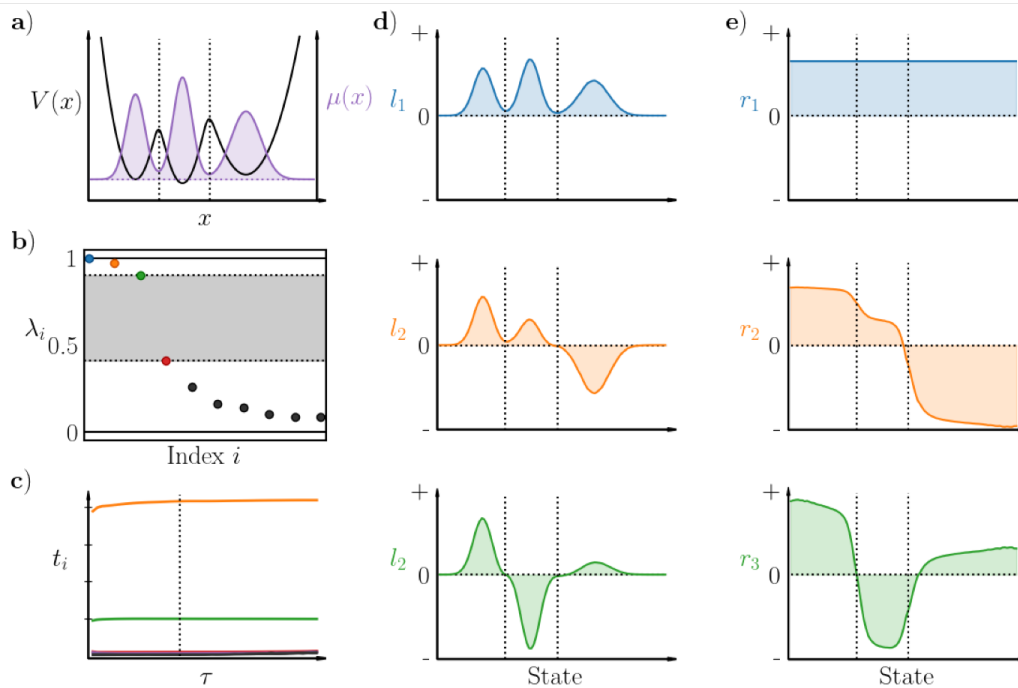 a)
V(x)
μ(x)
x
b)
1
λᵢ
0.5
0
Index i
c)
tᵢ
τ
d)
+
l₁
0
-
+
l₂
0
-
+
l₂
0
-
State
e)
+
r₁
0
-
+
r₂
0
-
+
r₃
0
-
State